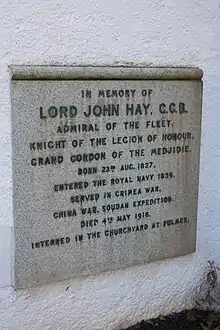 IN MEMORY OF
LORD JOHN HAY, G.C.B.
ADMIRAL OF THE FLEET,
KNIGHT OF THE LEGION OF HONOUR,
GRAND CORDON OF THE MEDJIDIE.
BORN 23RD AUG. 1827.
ENTERED THE ROYAL NAVY 1839.
SERVED IN CRIMEA WAR,
CHINA WAR, SOUDAN EXPEDITION.
DIED 4TH MAY 1916.
INTERRED IN THE CHURCHYARD AT FULMER.